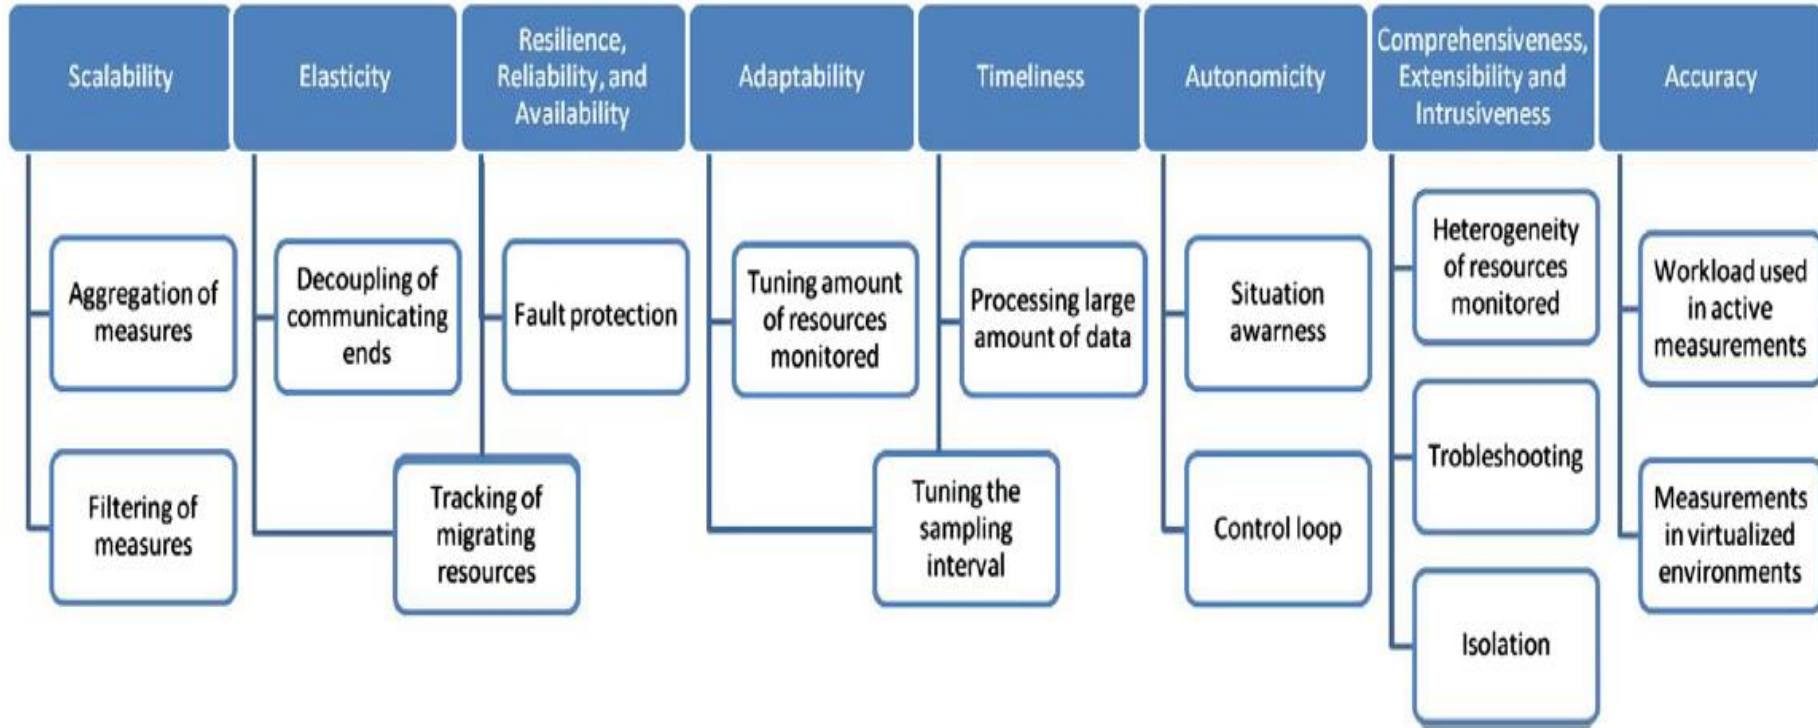 Scalability
Elasticity
Resilience,
Reliability, and
Availability
Adaptability
Timeliness
Autonomicity
Comprehensiveness,
Extensibility and
Intrusiveness
Accuracy
Aggregation of
measures
Filtering of
measures
Decoupling of
communicating
ends
Fault protection
Tracking of
migrating
resources
Tuning amount
of resources
monitored
Processing large
amount of data
Tuning the
sampling
interval
Situation
awarness
Control loop
Heterogeneity
of resources
monitored
Trobleshooting
Isolation
Workload used
in active
measurements
Measurements
in virtualized
environments